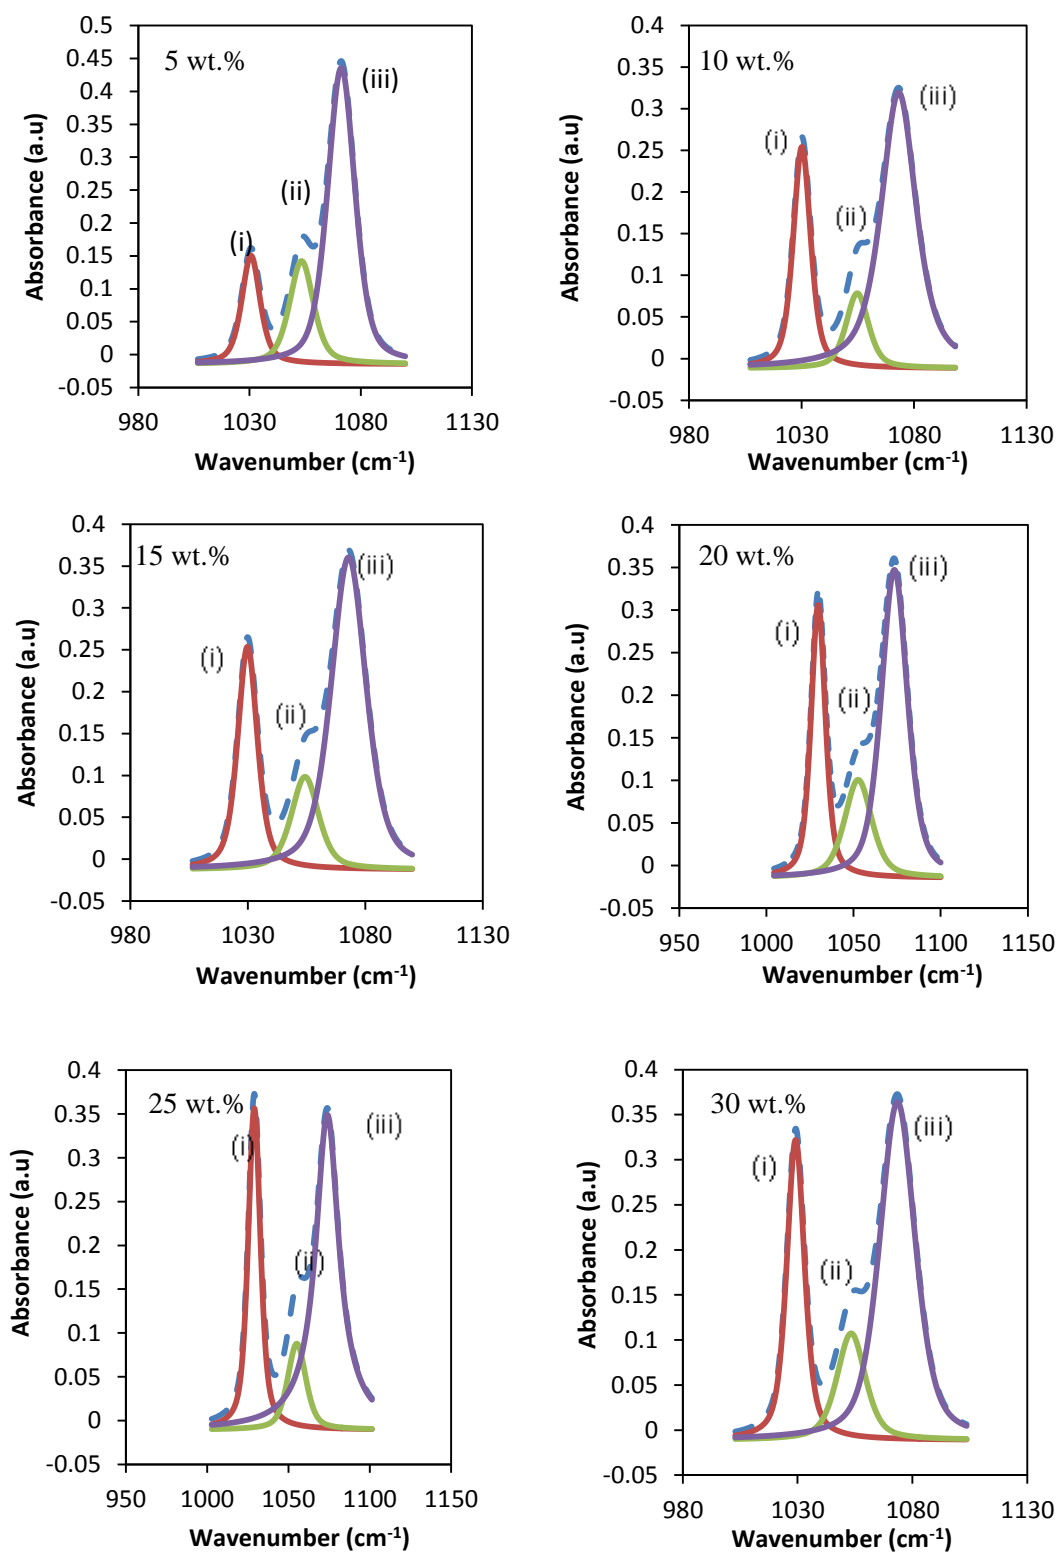 0.5
0.45
0.4
0.35
0.3
0.25
0.2
0.15
0.1
0.05
0
-0.05
5 wt.%
(i)
(ii)
(iii)
980
1030
1080
1130
Absorbance (a.u)
Wavenumber (cm-1)
0.4
0.35
0.3
0.25
0.2
0.15
0.1
0.05
0
-0.05
10 wt.%
(i)
(ii)
(iii)
980
1030
1080
1130
Absorbance (a.u)
Wavenumber (cm-1)
0.4
0.35
0.3
0.25
0.2
0.15
0.1
0.05
0
-0.05
15 wt.%
(i)
(ii)
(iii)
980
1030
1080
1130
Absorbance (a.u)
Wavenumber (cm-1)
0.4
0.35
0.3
0.25
0.2
0.15
0.1
0.05
0
-0.05
20 wt.%
(i)
(ii)
(iii)
950
1000
1050
1100
1150
Absorbance (a.u)
Wavenumber (cm-1)
0.4
0.35
0.3
0.25
0.2
0.15
0.1
0.05
0
-0.05
25 wt.%
(i)
(ii)
(iii)
950
1000
1050
1100
1150
Absorbance (a.u)
Wavenumber (cm-1)
0.4
0.35
0.3
0.25
0.2
0.15
0.1
0.05
0
-0.05
30 wt.%
(i)
(ii)
(iii)
980
1030
1080
1130
Absorbance (a.u)
Wavenumber (cm-1)